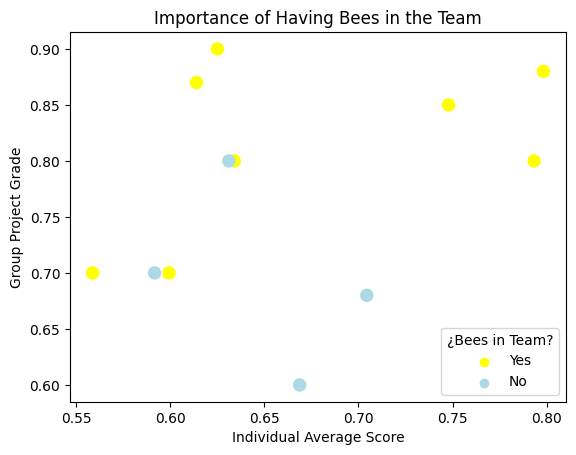 Importance of Having Bees in the Team
Group Project Grade
0.90
0.85
0.80
0.75
0.70
0.65
0.60
¿Bees in Team?
Yes
No
0.55 0.60 0.65 0.70 0.75 0.80
Individual Average Score